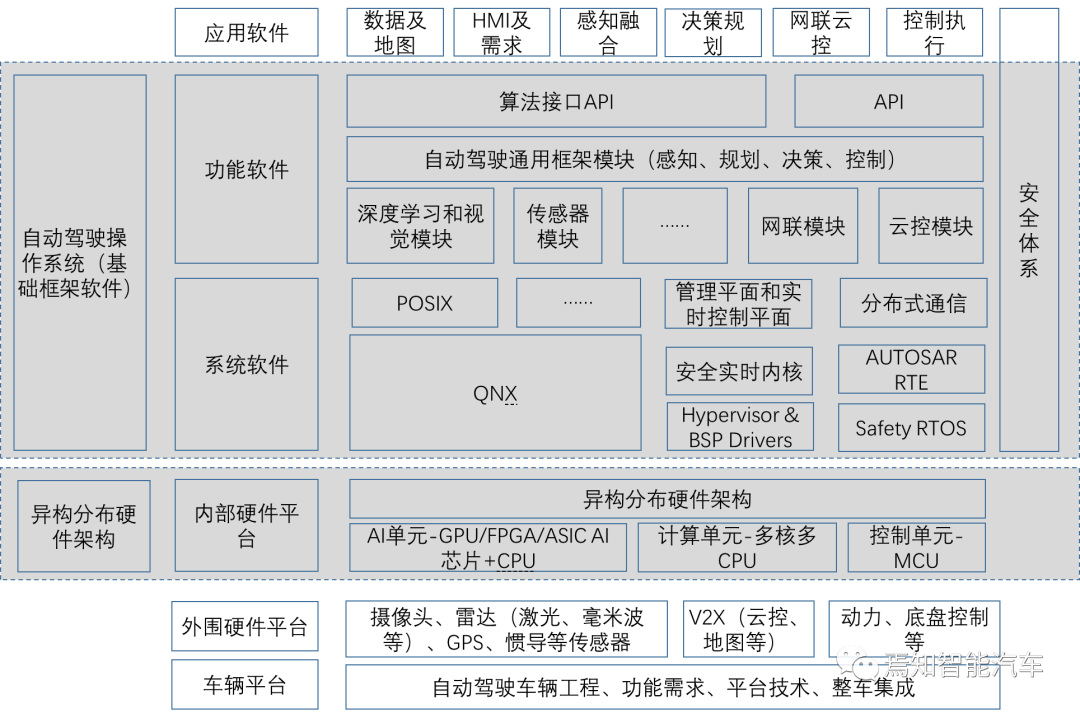 应用软件
数据及
地图
HMI及
需求
感知融
合
决策规
划
网联云
控
控制执
行
自动驾驶操
作系统（基
础框架软件）
功能软件
算法接口API
API
自动驾驶通用框架模块（感知、规划、决策、控制）
深度学习和视
觉模块
传感器
模块
......
网联模块
云控模块
安
全
体
系
系统软件
POSIX
......
管理平面和实
时控制平面
分布式通信
QNX
安全实时内核
AUTOSAR
RTE
Hypervisor &
BSP Drivers
Safety RTOS
异构分布硬
件架构
内部硬件平
台
异构分布硬件架构
AI单元-GPU/FPGA/ASIC AI
芯片+CPU
计算单元-多核多
CPU
控制单元-
MCU
外围硬件平台
摄像头、雷达（激光、毫米波
等）、GPS、惯导等传感器
V2X（云控、
地图等）
动力、底盘控制
等
车辆平台
自动驾驶车辆工程、功能需求、平台技术、整车集成
焉知智能汽车